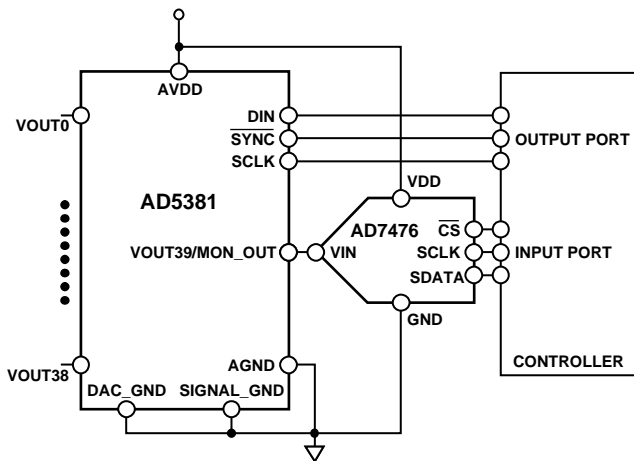 AVDD
VOUT0
DIN
SYNC
SCLK
OUTPUT PORT
AD5381
VDD
AD7476
CS
VOUT39/MON_OUT
VIN
SCLK
INPUT PORT
SDATA
GND
AGND
CONTROLLER
VOUT38
DAC_GND
SIGNAL_GND